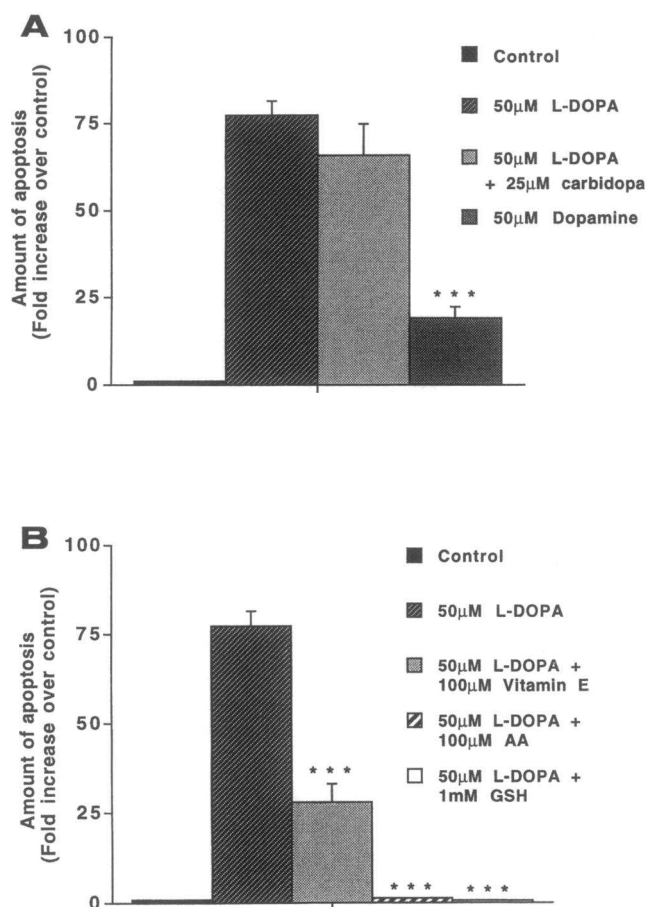 A
Amount of apoptosis
(Fold increase over control)
100
75
50
25
0
* * *
Control
50μM L-DOPA
50μM L-DOPA
+ 25μM carbidopa
50μM Dopamine
B
Amount of apoptosis
(Fold increase over control)
100
75
50
25
0
* * *
* * *
* * *
Control
50μM L-DOPA
50μM L-DOPA +
100μM Vitamin E
50μM L-DOPA +
100μM AA
50μM L-DOPA +
1mM GSH